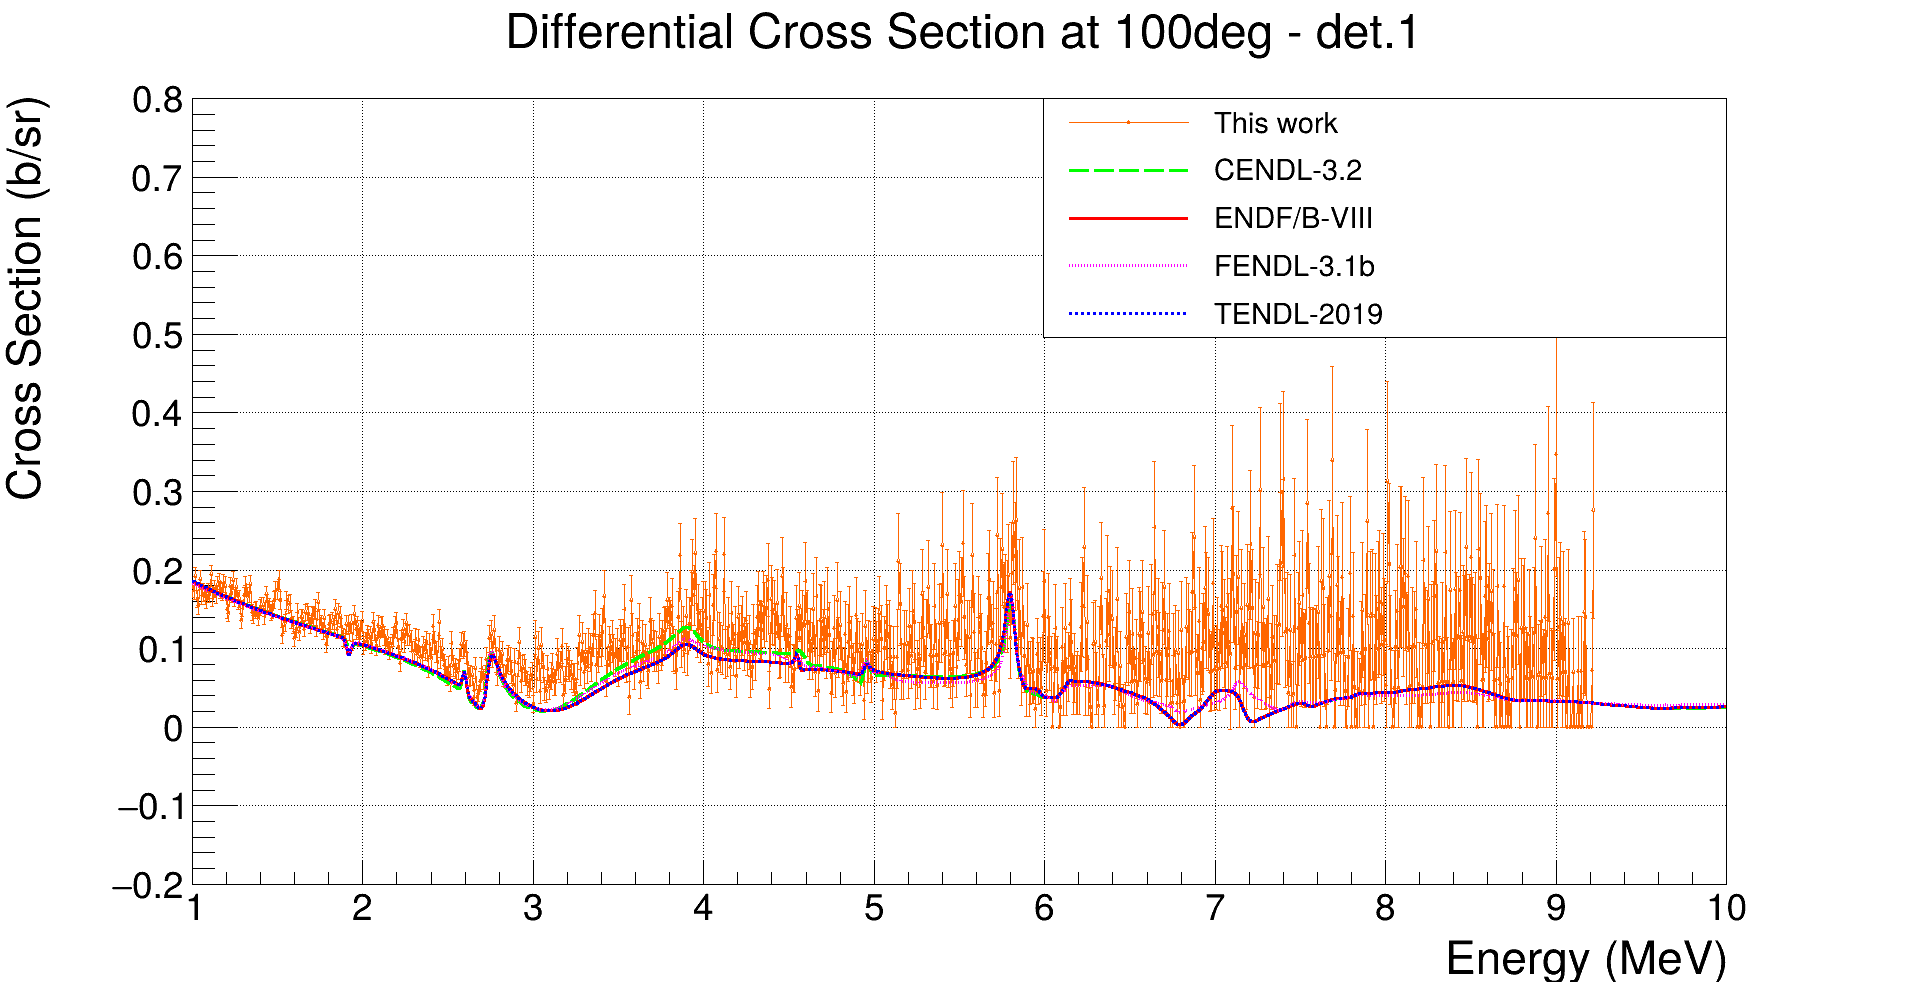 Differential Cross Section at 100deg - det.1
Cross Section (b/sr)
0.8
0.7
0.6
0.5
0.4
0.3
0.2
0.1
0
−0.1
−0.2
This work
CENDL-3.2
ENDF/B-VIII
FENDL-3.1b
TENDL-2019
1 2 3 4 5 6 7 8 9 10
Energy (MeV)